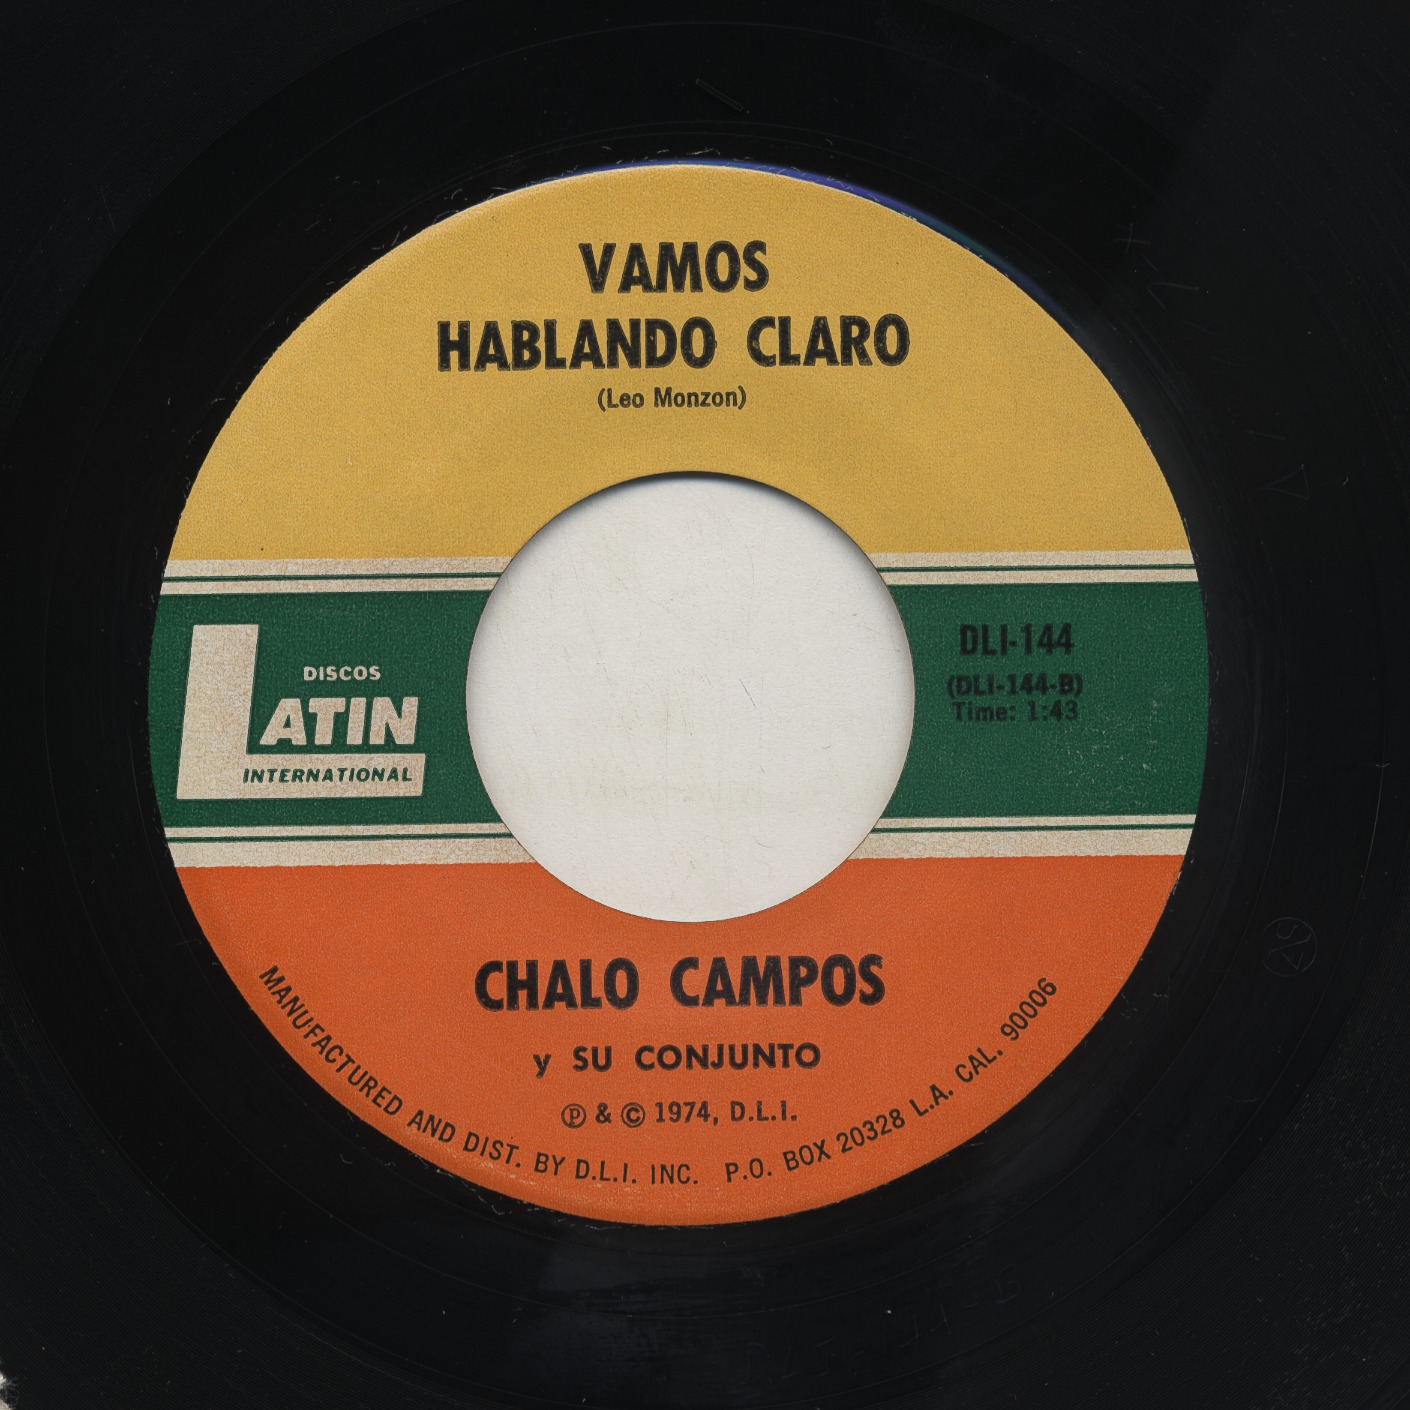 VAMOS
HABLANDO CLARO
(Leo Monzon)
DISCOS
LATIN
INTERNATIONAL
DLI-144
(DLI-144-B)
Time: 1:43
CHALO CAMPOS
y SU CONJUNTO
℗ & © 1974, D.L.I.
MANUFACTURED AND DIST. BY D.L.I. INC. P.O. BOX 20328 L.A. CAL. 90006